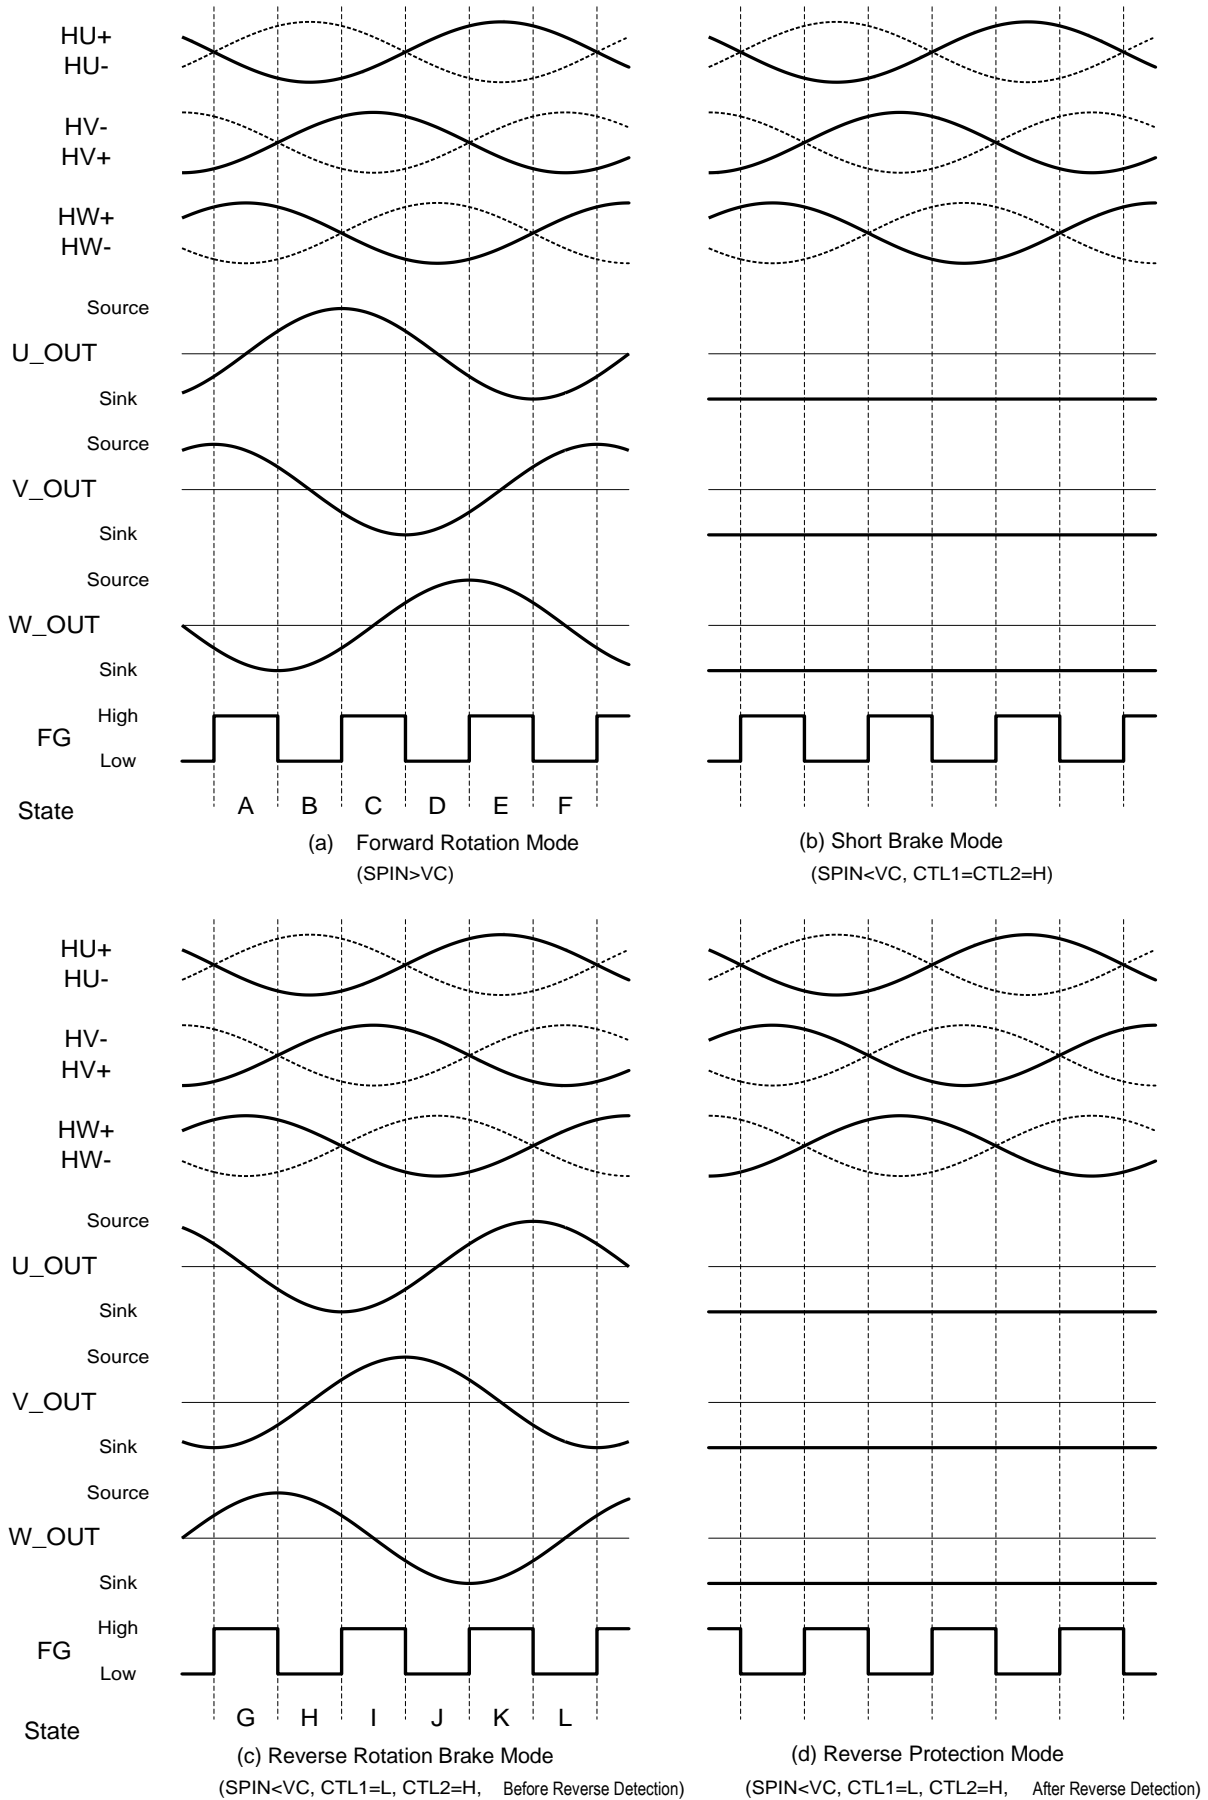 HU+
HU-
HV-
HV+
HW+
HW-
Source
U_OUT
Sink
Source
V_OUT
Sink
Source
W_OUT
Sink
High
FG
Low
State A B C D E F
(a) Forward Rotation Mode
(SPIN>VC)
(b) Short Brake Mode
(SPIN<VC, CTL1=CTL2=H)
HU+
HU-
HV-
HV+
HW+
HW-
Source
U_OUT
Sink
Source
V_OUT
Sink
Source
W_OUT
Sink
High
FG
Low
State G H I J K L
(c) Reverse Rotation Brake Mode
(SPIN<VC, CTL1=L, CTL2=H, Before Reverse Detection)
(d) Reverse Protection Mode
(SPIN<VC, CTL1=L, CTL2=H, After Reverse Detection)